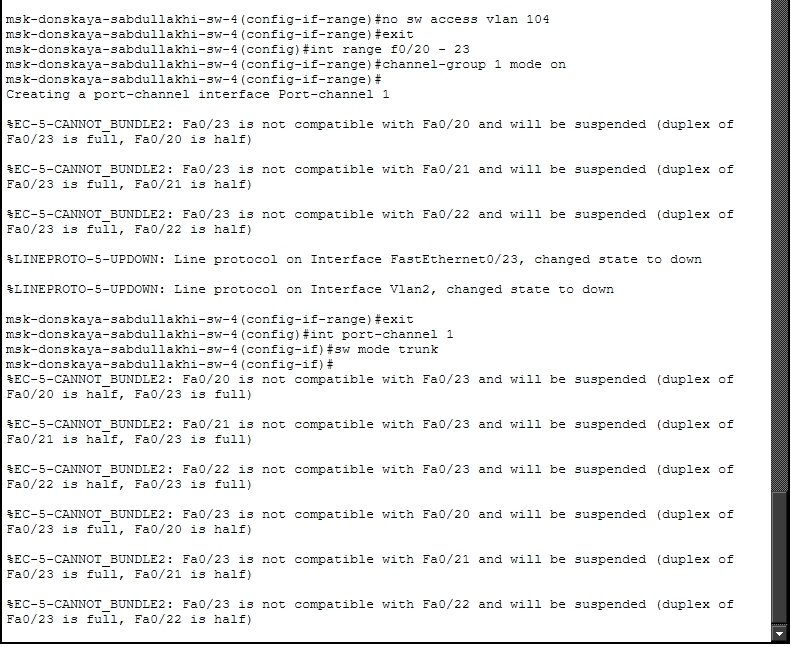 msk-donskaya-sabdullakhi-sw-4(config-if-range)#no sw access vlan 104
msk-donskaya-sabdullakhi-sw-4(config-if-range)#exit
msk-donskaya-sabdullakhi-sw-4(config)#int range f0/20 - 23
msk-donskaya-sabdullakhi-sw-4(config-if-range)#channel-group 1 mode on
msk-donskaya-sabdullakhi-sw-4(config-if-range)#
Creating a port-channel interface Port-channel 1
%EC-5-CANNOT_BUNDLE2: Fa0/23 is not compatible with Fa0/20 and will be suspended (duplex of
Fa0/23 is full, Fa0/20 is half)
%EC-5-CANNOT_BUNDLE2: Fa0/23 is not compatible with Fa0/21 and will be suspended (duplex of
Fa0/23 is full, Fa0/21 is half)
%EC-5-CANNOT_BUNDLE2: Fa0/23 is not compatible with Fa0/22 and will be suspended (duplex of
Fa0/23 is full, Fa0/22 is half)
%LINEPROTO-5-UPDOWN: Line protocol on Interface FastEthernet0/23, changed state to down
%LINEPROTO-5-UPDOWN: Line protocol on Interface Vlan2, changed state to down
msk-donskaya-sabdullakhi-sw-4(config-if-range)#exit
msk-donskaya-sabdullakhi-sw-4(config)#int port-channel 1
msk-donskaya-sabdullakhi-sw-4(config-if)#sw mode trunk
msk-donskaya-sabdullakhi-sw-4(config-if)#
%EC-5-CANNOT_BUNDLE2: Fa0/20 is not compatible with Fa0/23 and will be suspended (duplex of
Fa0/20 is half, Fa0/23 is full)
%EC-5-CANNOT_BUNDLE2: Fa0/21 is not compatible with Fa0/23 and will be suspended (duplex of
Fa0/21 is half, Fa0/23 is full)
%EC-5-CANNOT_BUNDLE2: Fa0/22 is not compatible with Fa0/23 and will be suspended (duplex of
Fa0/22 is half, Fa0/23 is full)
%EC-5-CANNOT_BUNDLE2: Fa0/23 is not compatible with Fa0/20 and will be suspended (duplex of
Fa0/23 is full, Fa0/20 is half)
%EC-5-CANNOT_BUNDLE2: Fa0/23 is not compatible with Fa0/21 and will be suspended (duplex of
Fa0/23 is full, Fa0/21 is half)
%EC-5-CANNOT_BUNDLE2: Fa0/23 is not compatible with Fa0/22 and will be suspended (duplex of
Fa0/23 is full, Fa0/22 is half)